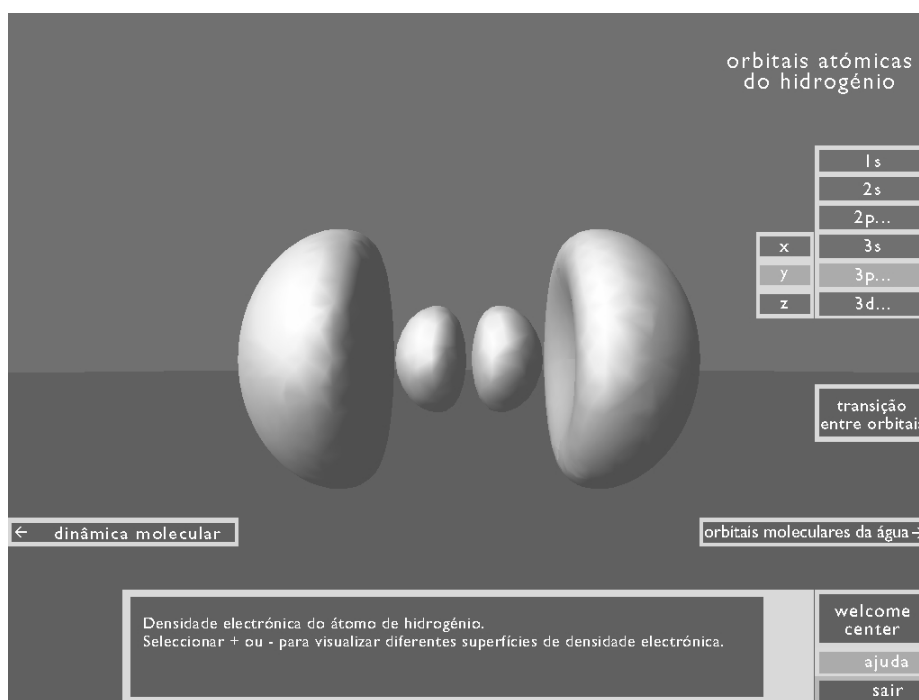 orbitais atómicas
do hidrogénio
1s
2s
2p...
x
3s
y
3p...
z
3d...
transição
entre orbitais
← dinâmica molecular
orbitais moleculares da água →
Densidade electrónica do átomo de hidrogénio.
Seleccionar + ou - para visualizar diferentes superfícies de densidade electrónica.
welcome
center
ajuda
sair